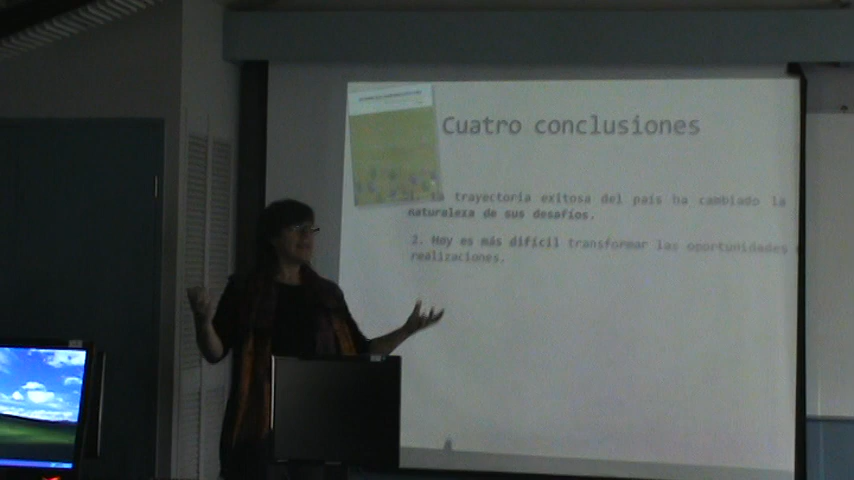 Cuatro conclusiones
1. La trayectoria exitosa del país ha cambiado la
naturaleza de sus desafíos.
2. Hoy es más difícil transformar las oportunidades
realizaciones.